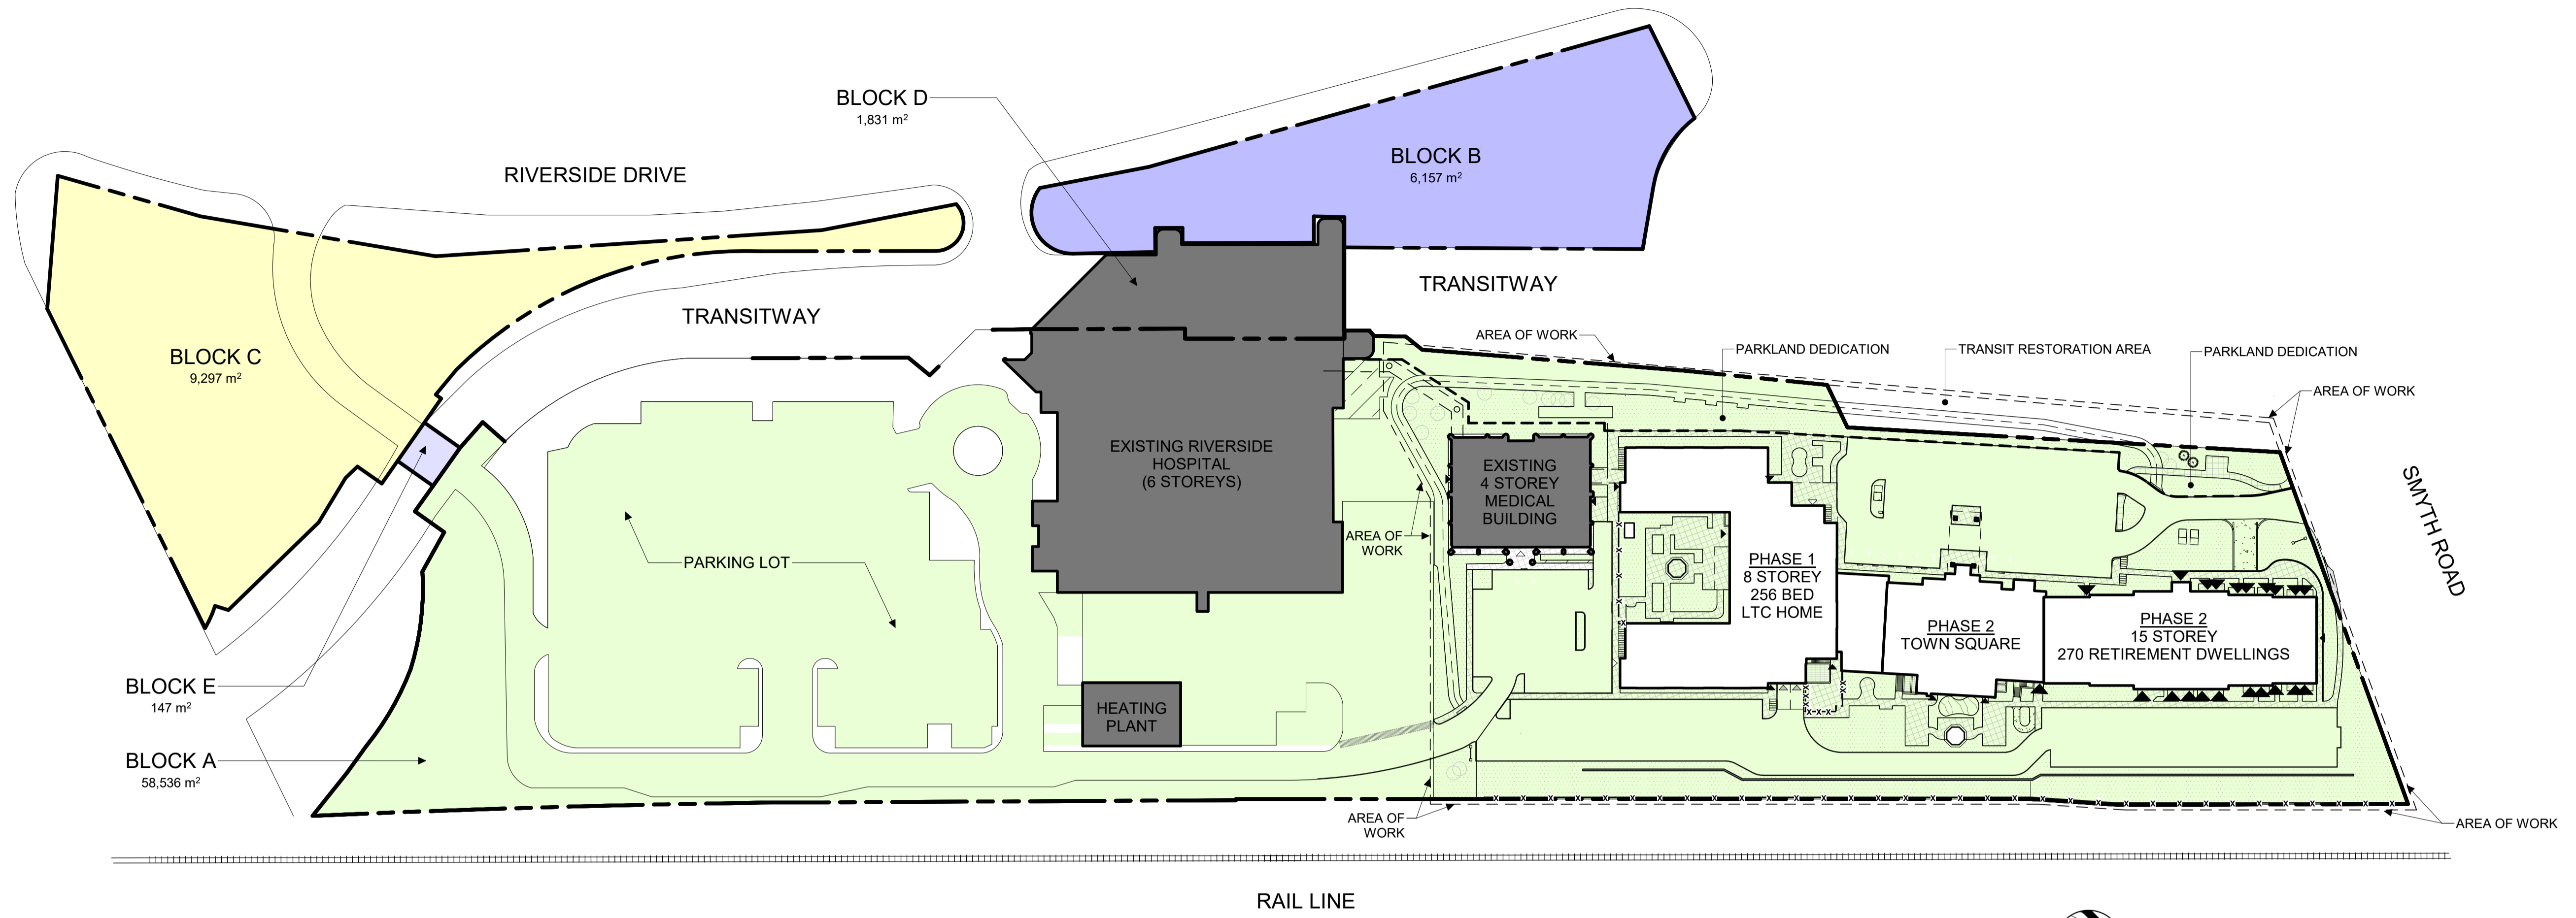 BLOCK D
1,831 m²
RIVERSIDE DRIVE
BLOCK B
6,157 m²
TRANSITWAY
TRANSITWAY
BLOCK C
9,297 m²
AREA OF WORK
PARKLAND DEDICATION
TRANSIT RESTORATION AREA
PARKLAND DEDICATION
AREA OF WORK
EXISTING RIVERSIDE
HOSPITAL
(6 STOREYS)
EXISTING
4 STOREY
MEDICAL
BUILDING
SMYTH ROAD
AREA OF
WORK
PARKING LOT
PHASE 1
8 STOREY
256 BED
LTC HOME
PHASE 2
TOWN SQUARE
PHASE 2
15 STOREY
270 RETIREMENT DWELLINGS
BLOCK E
147 m²
HEATING
PLANT
BLOCK A
58,536 m²
AREA OF
WORK
AREA OF WORK
RAIL LINE